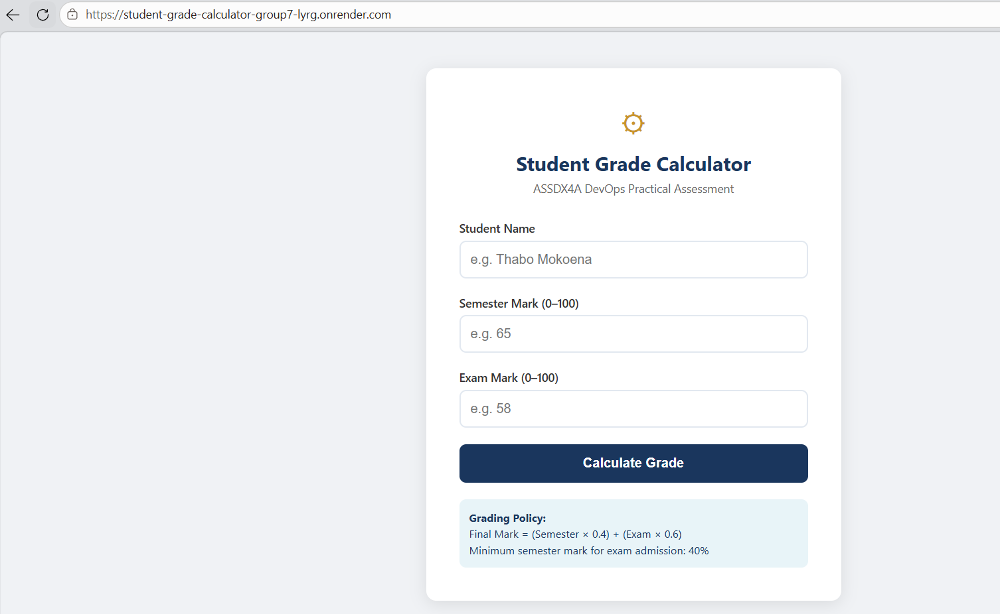 https://student-grade-calculator-group7-lyrg.onrender.com
Student Grade Calculator
ASSDX4A DevOps Practical Assessment
Student Name
e.g. Thabo Mokoena
Semester Mark (0–100)
e.g. 65
Exam Mark (0–100)
e.g. 58
Calculate Grade
Grading Policy:
Final Mark = (Semester × 0.4) + (Exam × 0.6)
Minimum semester mark for exam admission: 40%